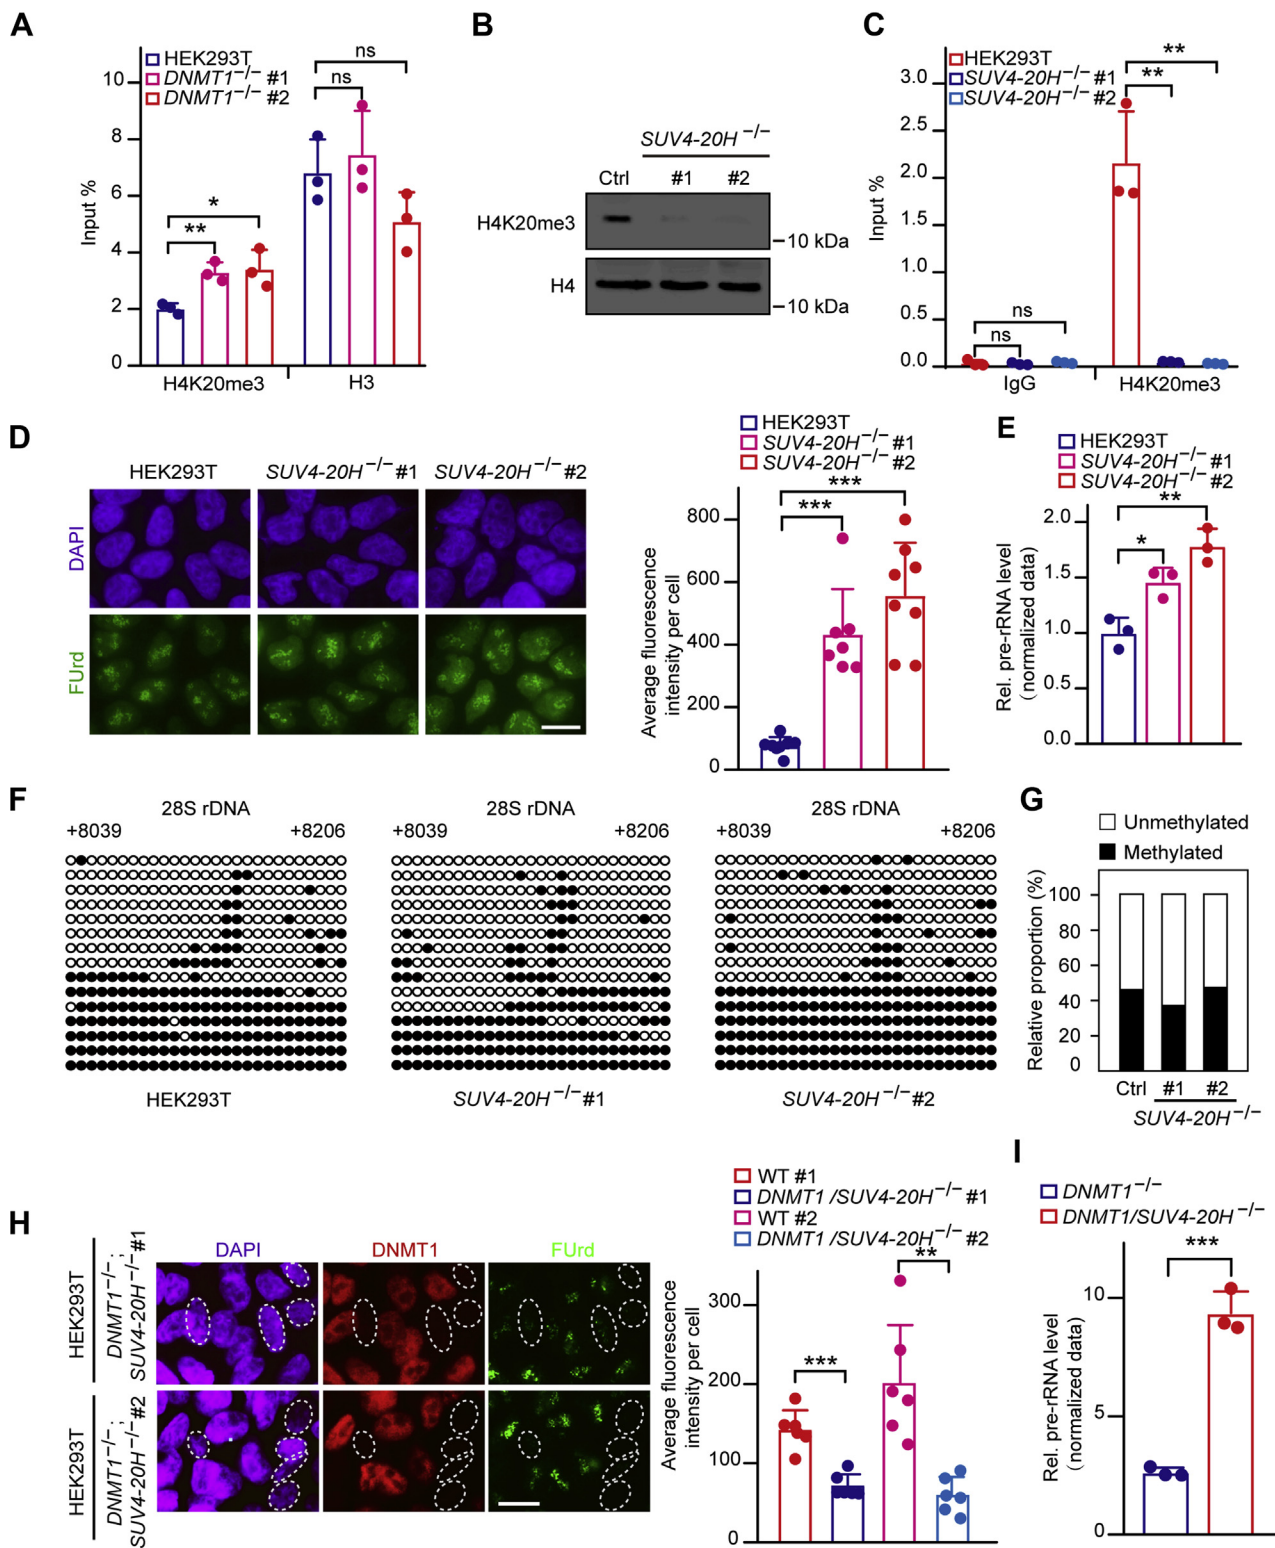 A
HEK293T
DNMT1−/− #1
DNMT1−/− #2
Input %
10
8
6
4
2
0
**
*
ns
ns
H4K20me3
H3
B
SUV4-20H −/−
Ctrl
#1
#2
H4K20me3
10 kDa
H4
10 kDa
C
HEK293T
SUV4-20H−/− #1
SUV4-20H−/− #2
Input %
3.0
2.5
2.0
1.5
1.0
0.5
0.0
ns
ns
**
**
IgG
H4K20me3
D
HEK293T
SUV4-20H−/−#1
SUV4-20H−/−#2
DAPI
FUrd
HEK293T
SUV4-20H−/− #1
SUV4-20H−/− #2
Average fluorescence
intensity per cell
800
600
400
200
0
***
***
E
HEK293T
SUV4-20H−/− #1
SUV4-20H−/− #2
Rel. pre-rRNA level
(normalized data)
2.0
1.5
1.0
0.5
0.0
**
*
F
28S rDNA
+8039
+8206
HEK293T
28S rDNA
+8039
+8206
SUV4-20H−/−#1
28S rDNA
+8039
+8206
SUV4-20H−/−#2
G
Unmethylated
Methylated
Relative proportion (%)
100
80
60
40
20
0
Ctrl
#1
#2
SUV4-20H−/−
H
DAPI
DNMT1
FUrd
HEK293T
DNMT1−/−;
SUV4-20H−/−#1
HEK293T
DNMT1−/−;
SUV4-20H−/−#2
WT #1
DNMT1 /SUV4-20H−/− #1
WT #2
DNMT1 /SUV4-20H−/− #2
Average fluorescence
intensity per cell
300
200
100
0
***
**
I
DNMT1−/−
DNMT1/SUV4-20H−/−
Rel. pre-rRNA level
(normalized data)
10
5
0
***